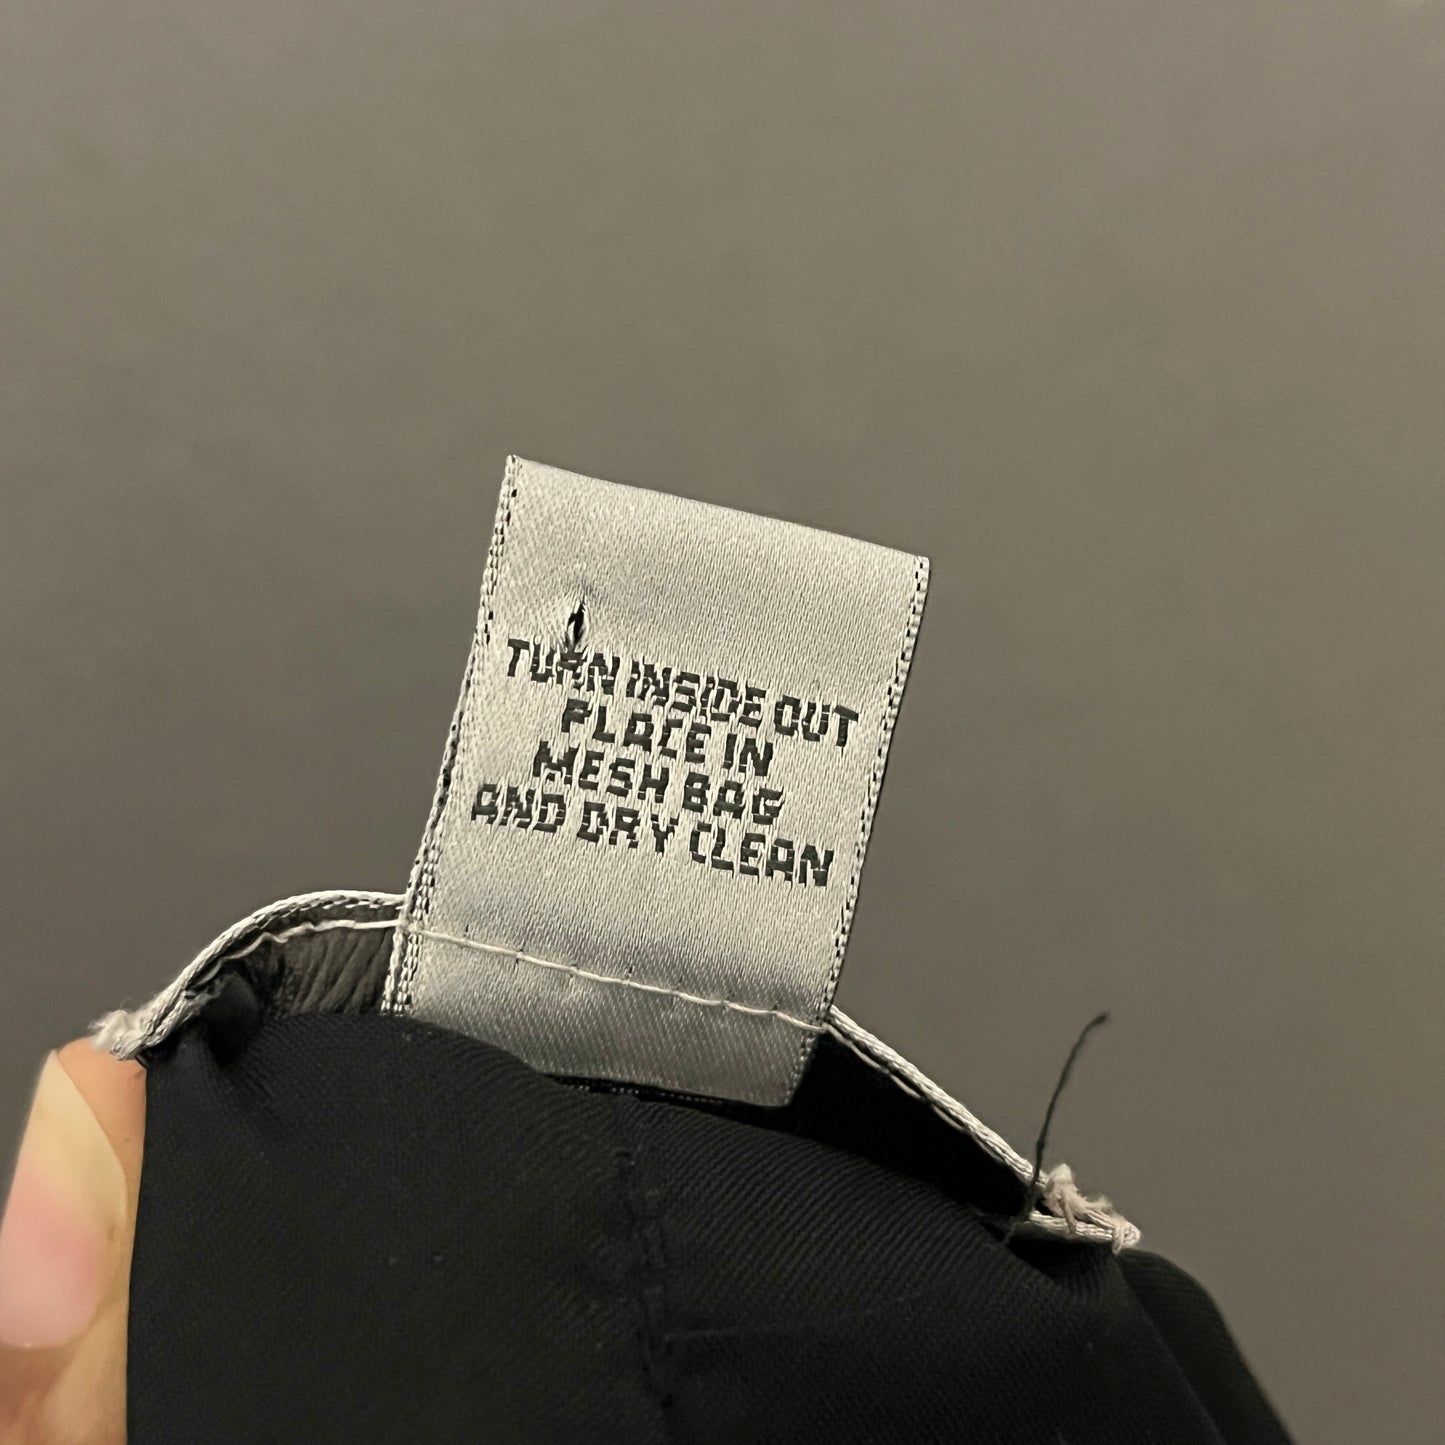 TURN INSIDE OUT
PLACE IN
MESH BAG
AND DRY CLEAN